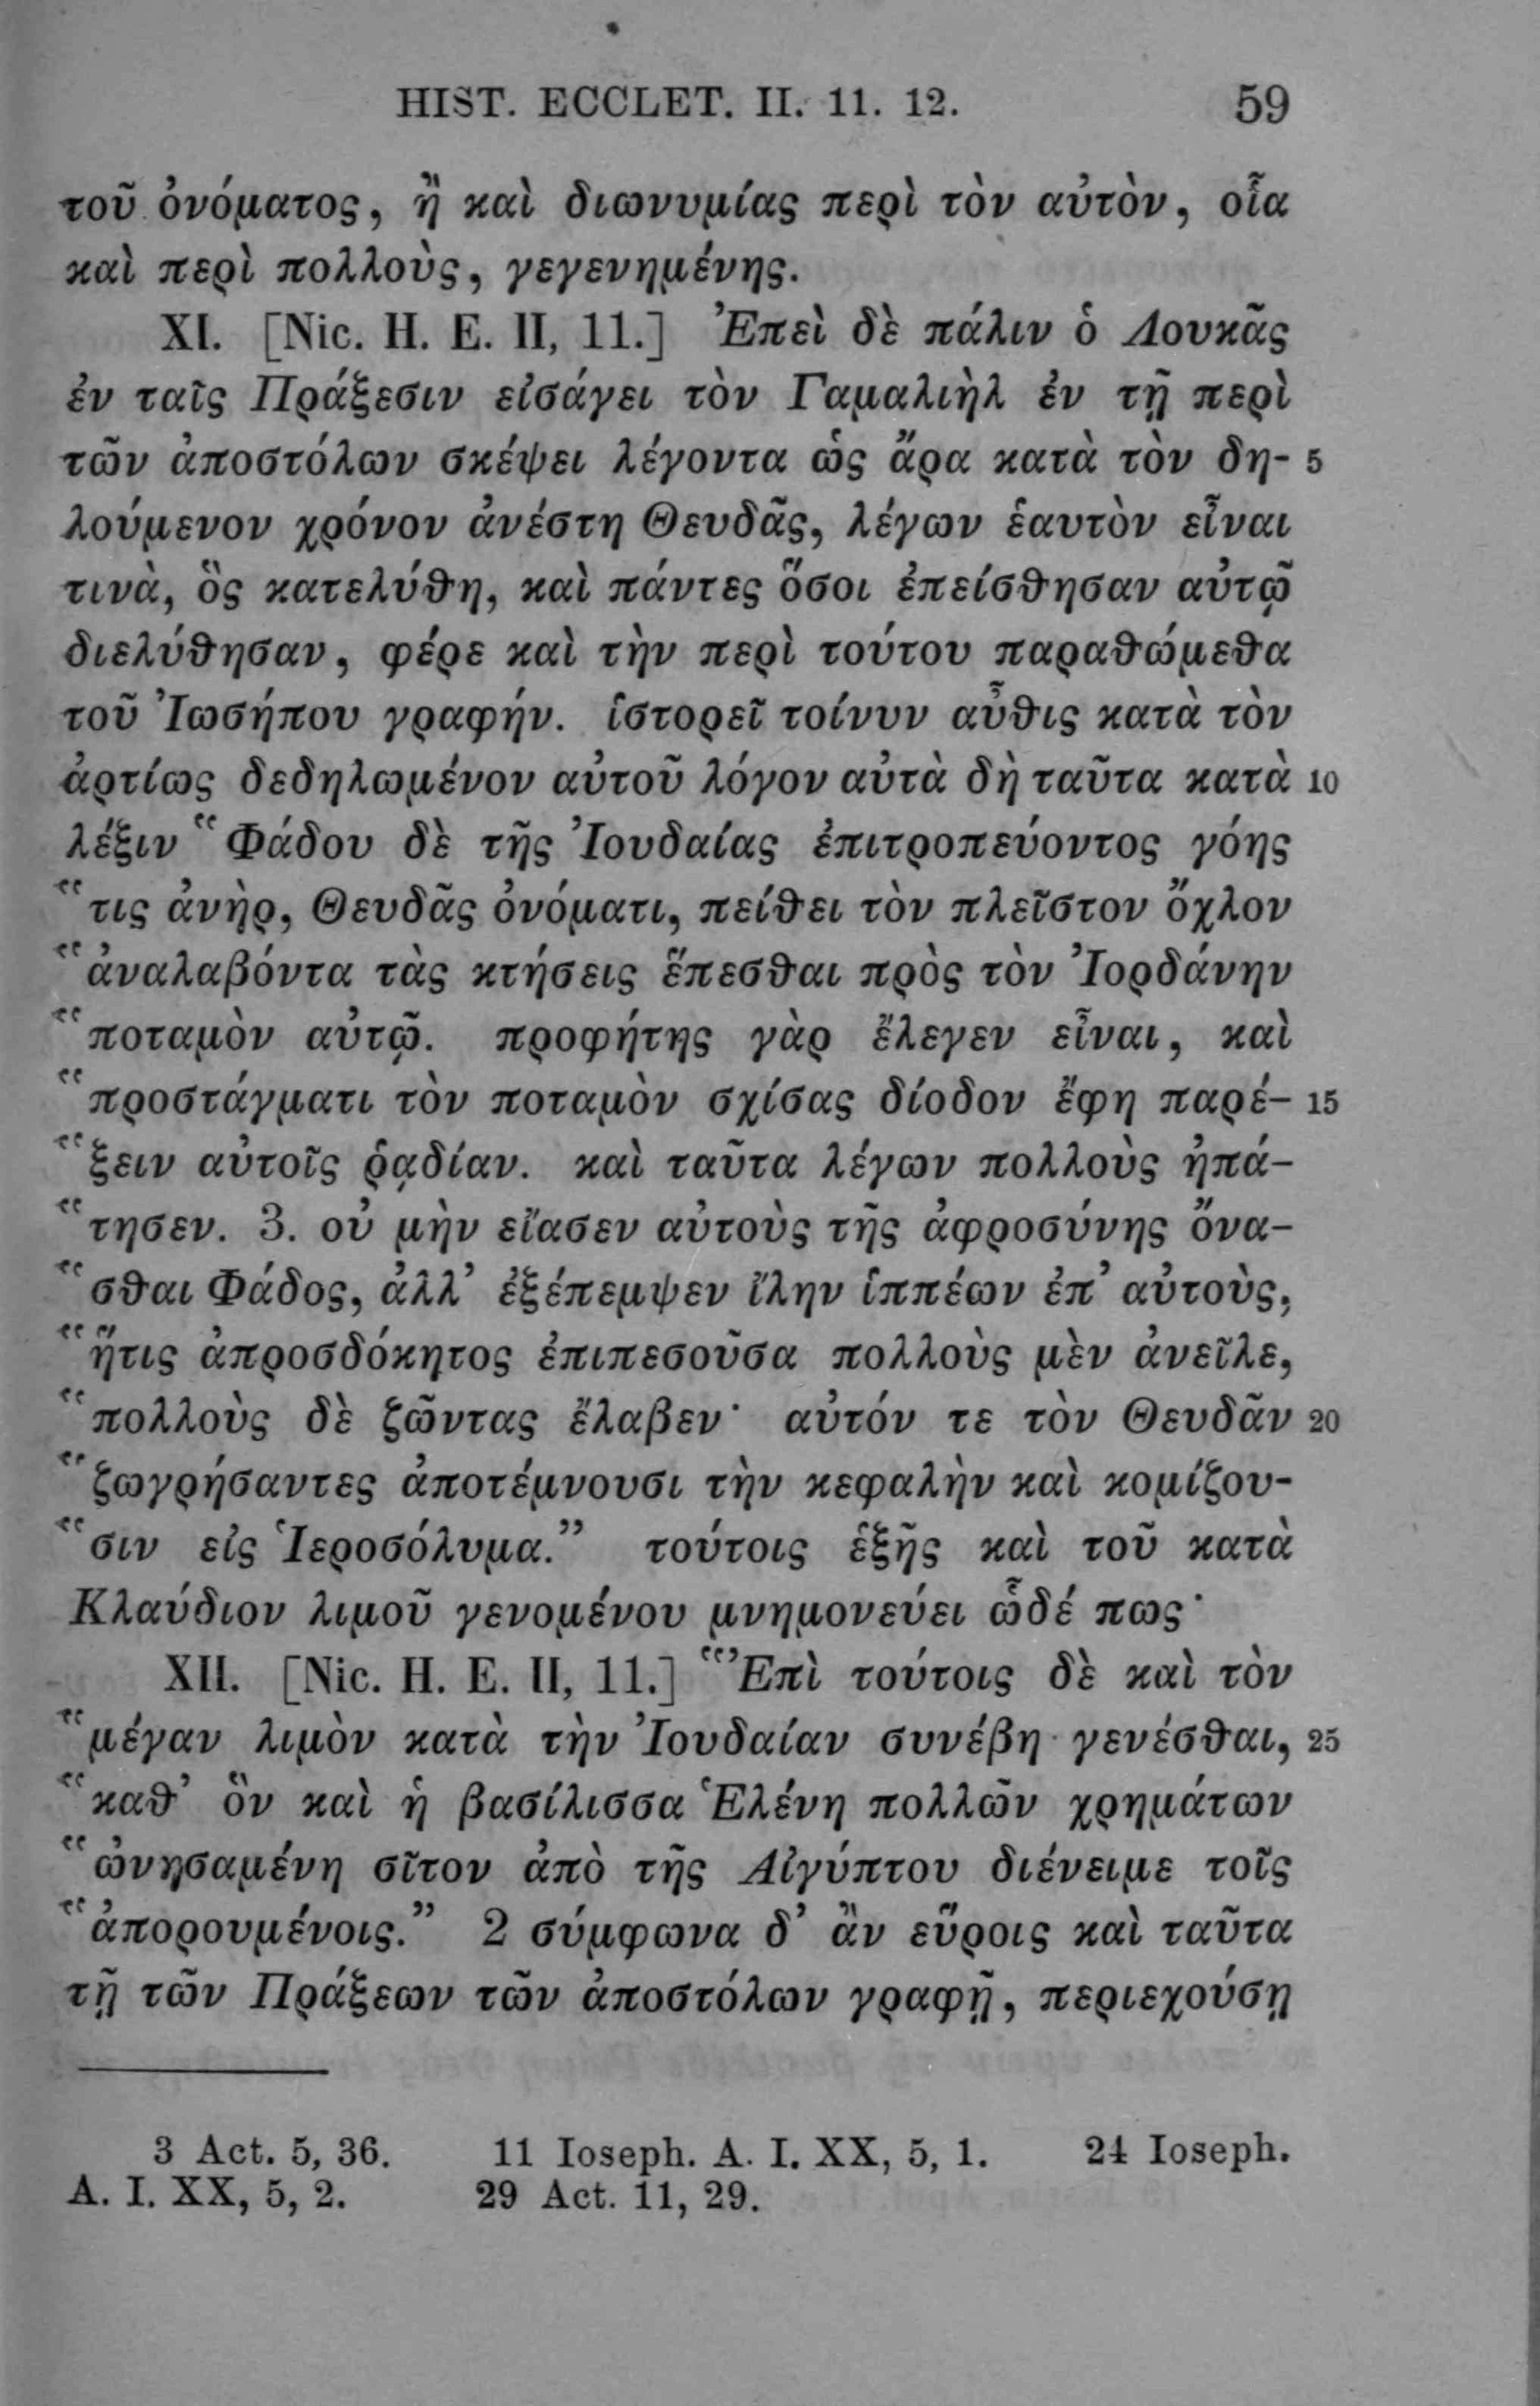 HIST. ECCLET. II. 11. 12. 59
τοῦ ὀνόματος, ἢ καὶ διωνυμίας περὶ τὸν αὐτὸν, οἷα
καὶ περὶ πολλοὺς, γεγενημένης.
XI. [Nic. H. E. II, 11.] Ἐπεὶ δὲ πάλιν ὁ Λουκᾶς
ἐν ταῖς Πράξεσιν εἰσάγει τὸν Γαμαλιὴλ ἐν τῇ περὶ
τῶν ἀποστόλων σκέψει λέγοντα ὡς ἄρα κατὰ τὸν δη- 5
λούμενον χρόνον ἀνέστη Θευδᾶς, λέγων ἑαυτὸν εἶναι
τινὰ, ὃς κατελύθη, καὶ πάντες ὅσοι ἐπείσθησαν αὐτῷ
διελύθησαν, φέρε καὶ τὴν περὶ τούτου παραθώμεθα
τοῦ Ἰωσήπου γραφήν. ἱστορεῖ τοίνυν αὖθις κατὰ τὸν
ἀρτίως δεδηλωμένον αὐτοῦ λόγον αὐτὰ δὴ ταῦτα κατὰ 10
λέξιν “Φάδου δὲ τῆς Ἰουδαίας ἐπιτροπεύοντος γόης
“τις ἀνὴρ, Θευδᾶς ὀνόματι, πείθει τὸν πλεῖστον ὄχλον
“ἀναλαβόντα τὰς κτήσεις ἕπεσθαι πρὸς τὸν Ἰορδάνην
“ποταμὸν αὐτῷ. προφήτης γὰρ ἔλεγεν εἶναι, καὶ
“προστάγματι τὸν ποταμὸν σχίσας δίοδον ἔφη παρέ- 15
“ξειν αὐτοῖς ῥᾳδίαν. καὶ ταῦτα λέγων πολλοὺς ἠπά-
“τησεν. 3. οὐ μὴν εἴασεν αὐτοὺς τῆς ἀφροσύνης ὄνα-
“σθαι Φάδος, ἀλλ’ ἐξέπεμψεν ἴλην ἱππέων ἐπ’ αὐτοὺς,
“ἥτις ἀπροσδόκητος ἐπιπεσοῦσα πολλοὺς μὲν ἀνεῖλε,
“πολλοὺς δὲ ζῶντας ἔλαβεν· αὐτόν τε τὸν Θευδᾶν 20
“ζωγρήσαντες ἀποτέμνουσι τὴν κεφαλὴν καὶ κομίζου-
“σιν εἰς Ἱεροσόλυμα.” τούτοις ἑξῆς καὶ τοῦ κατὰ
Κλαύδιον λιμοῦ γενομένου μνημονεύει ὧδέ πως·
XII. [Nic. H. E. II, 11.] “Ἐπὶ τούτοις δὲ καὶ τὸν
“μέγαν λιμὸν κατὰ τὴν Ἰουδαίαν συνέβη γενέσθαι, 25
“καθ’ ὃν καὶ ἡ βασίλισσα Ἑλένη πολλῶν χρημάτων
“ὠνησαμένη σῖτον ἀπὸ τῆς Αἰγύπτου διένειμε τοῖς
“ἀπορουμένοις.” 2 σύμφωνα δ’ ἂν εὕροις καὶ ταῦτα
τῇ τῶν Πράξεων τῶν ἀποστόλων γραφῇ, περιεχούσῃ
3 Act. 5, 36. 11 Ioseph. A. I. XX, 5, 1. 24 Ioseph.
A. I. XX, 5, 2. 29 Act. 11, 29.